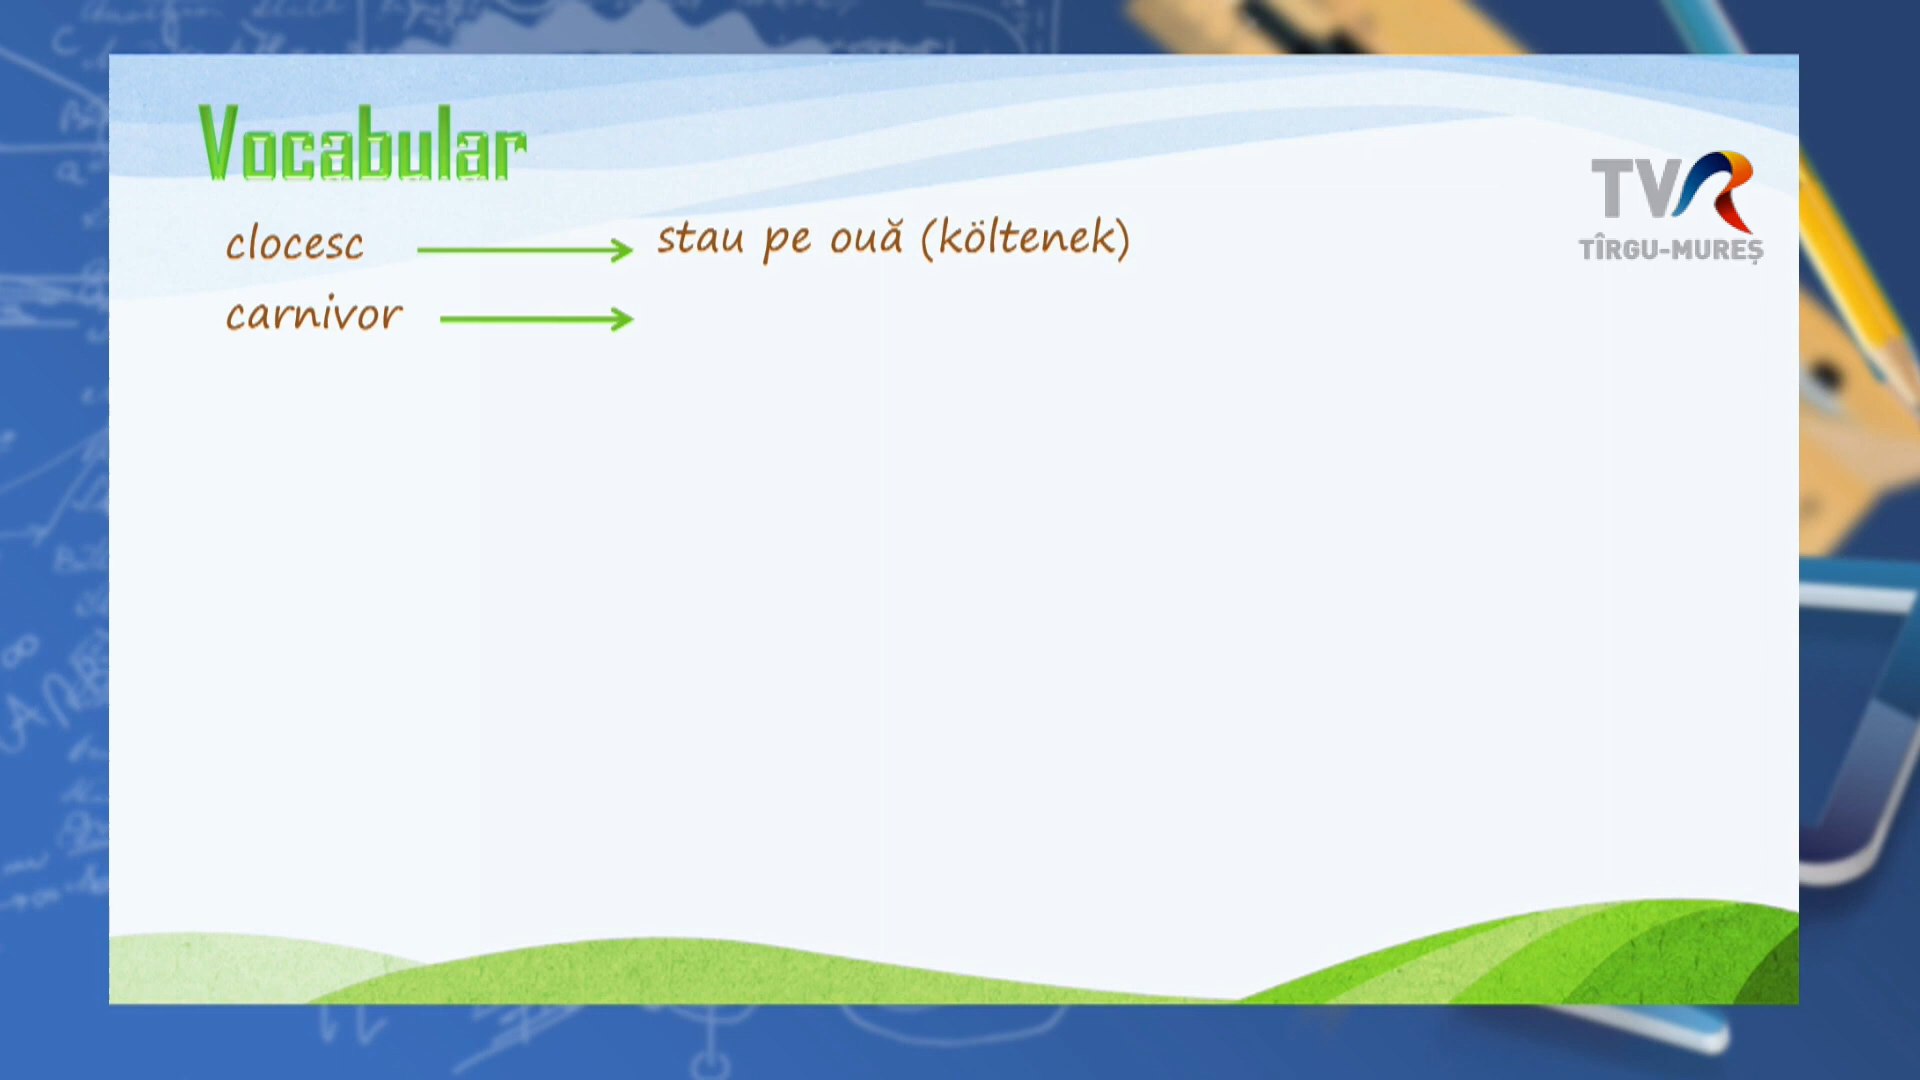 Vocabular
clocesc → stau pe ouă (költenek)
carnivor →
TVR
TÎRGU-MUREȘ